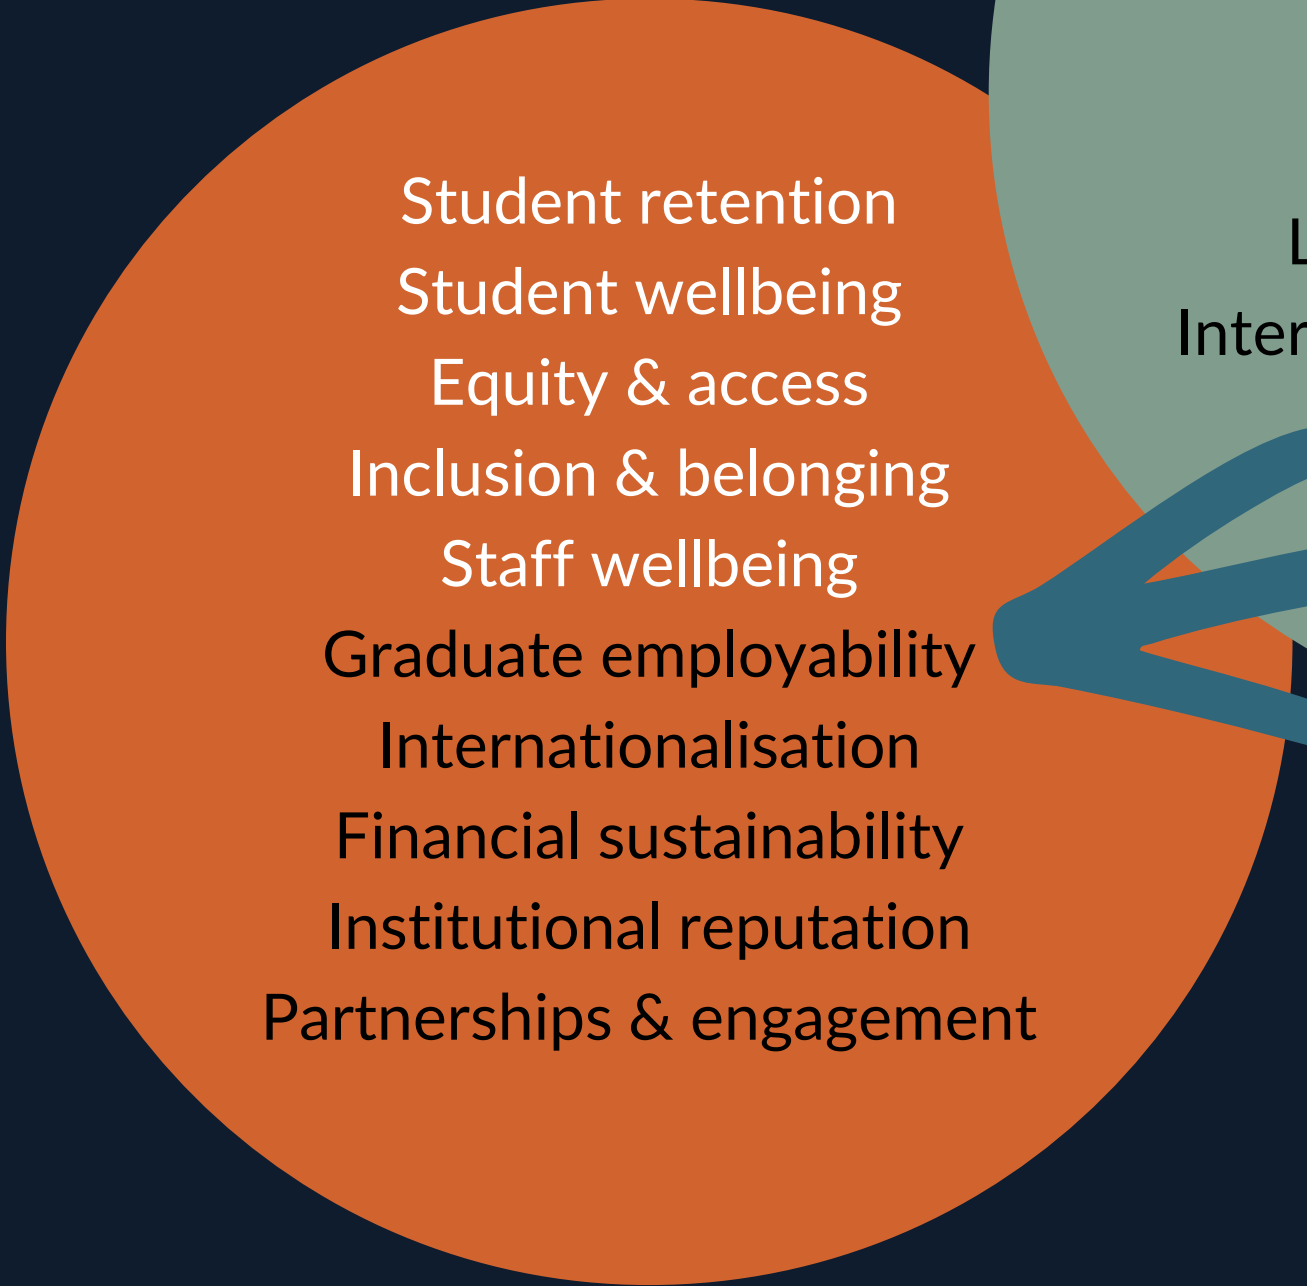 Student retention
Student wellbeing
Equity & access
Inclusion & belonging
Staff wellbeing
Graduate employability
Internationalisation
Financial sustainability
Institutional reputation
Partnerships & engagement